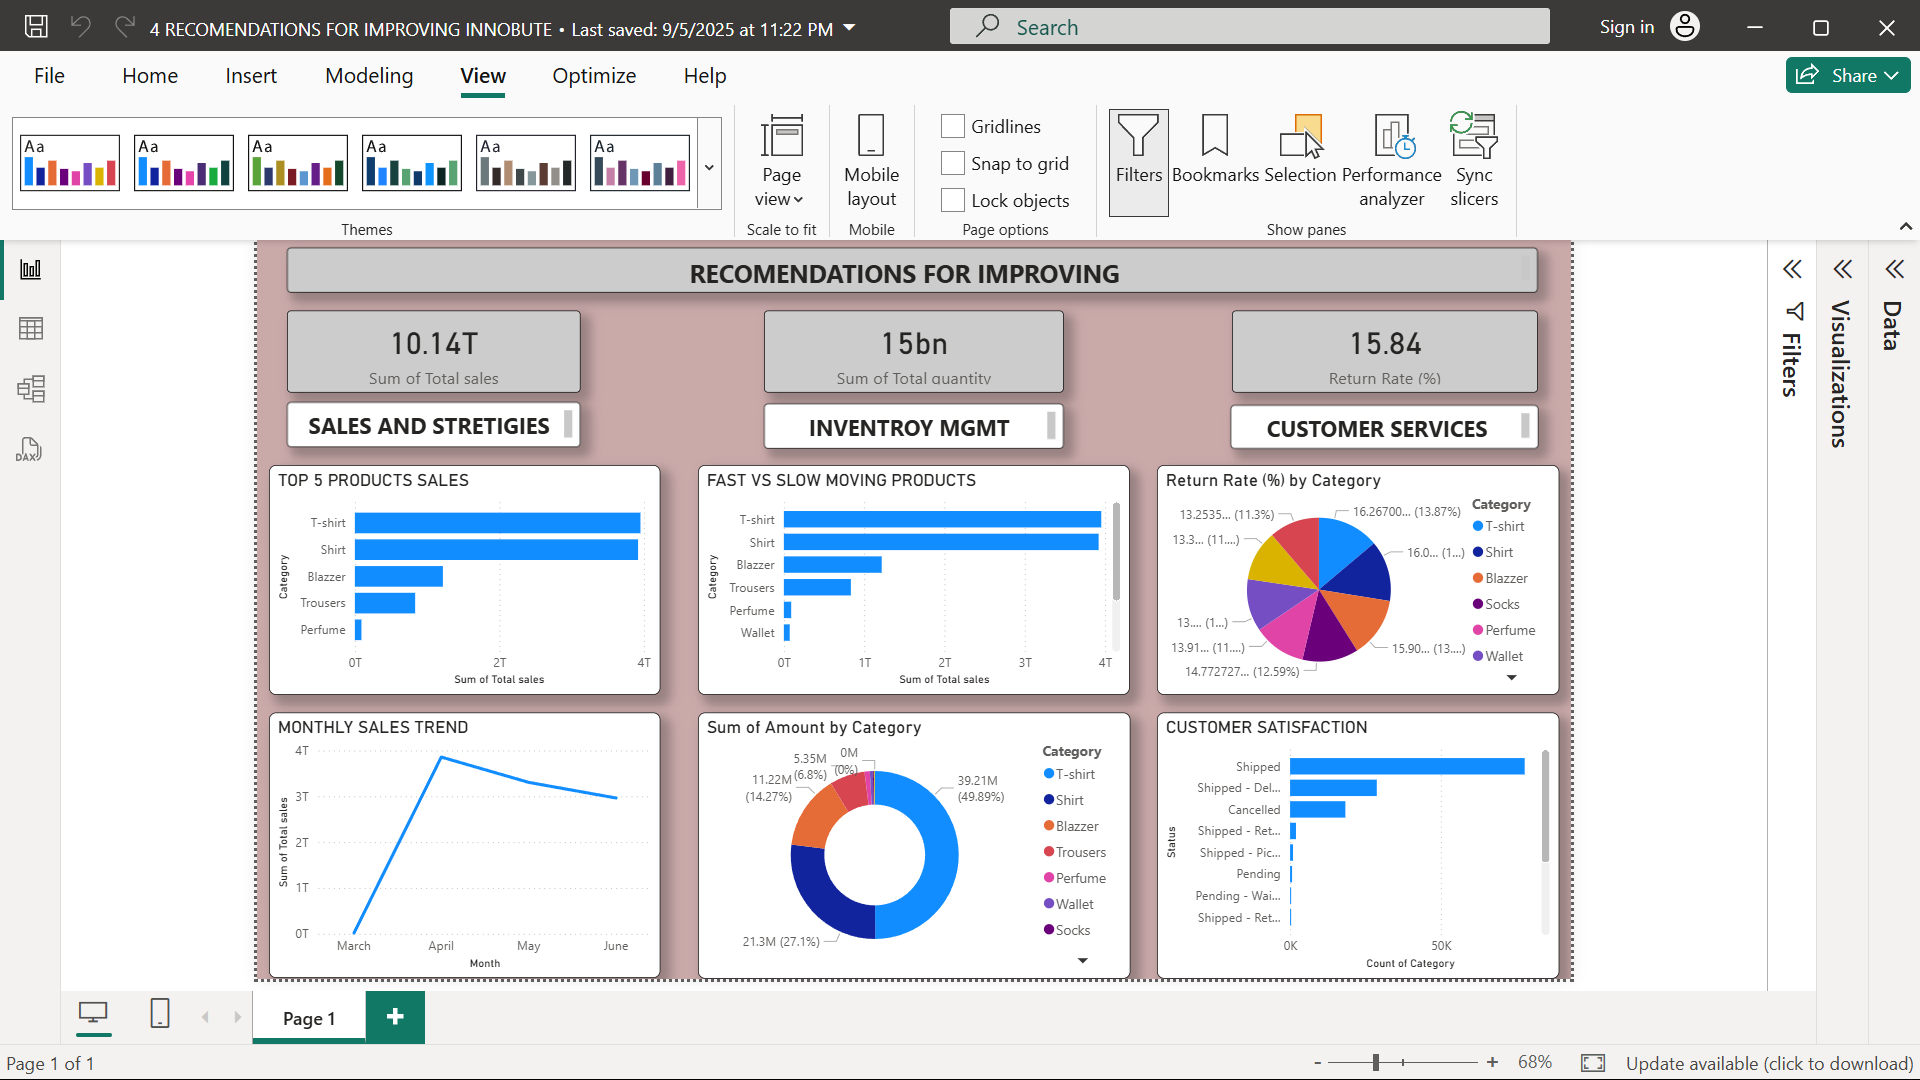 4 RECOMENDATIONS FOR IMPROVING INNOBUTE • Last saved: 9/5/2025 at 11:22 PM
Search
Sign in
File Home Insert Modeling View Optimize Help
Share
Aa Aa Aa Aa Aa Aa
Themes
Page view
Scale to fit
Mobile layout
Mobile
Gridlines
Snap to grid
Lock objects
Page options
Filters
Bookmarks
Selection
Performance analyzer
Sync slicers
Show panes
DAX
RECOMENDATIONS FOR IMPROVING
10.14T
Sum of Total sales
15bn
Sum of Total quantity
15.84
Return Rate (%)
SALES AND STRETIGIES
INVENTROY MGMT
CUSTOMER SERVICES
TOP 5 PRODUCTS SALES
Category
T-shirt
Shirt
Blazzer
Trousers
Perfume
0T 2T 4T
Sum of Total sales
FAST VS SLOW MOVING PRODUCTS
Category
T-shirt
Shirt
Blazzer
Trousers
Perfume
Wallet
0T 1T 2T 3T 4T
Sum of Total sales
Return Rate (%) by Category
13.2535... (11.3%)
16.26700... (13.87%)
13.3... (11....)
16.0... (1...)
13.... (1...)
13.91... (11....)
15.90... (13....)
14.772727... (12.59%)
Category
T-shirt
Shirt
Blazzer
Socks
Perfume
Wallet
MONTHLY SALES TREND
Sum of Total sales
4T
3T
2T
1T
0T
March April May June
Month
Sum of Amount by Category
0M
(0%)
5.35M
(6.8%)
11.22M
(14.27%)
39.21M
(49.89%)
21.3M (27.1%)
Category
T-shirt
Shirt
Blazzer
Trousers
Perfume
Wallet
Socks
CUSTOMER SATISFACTION
Status
Shipped
Shipped - Del...
Cancelled
Shipped - Ret...
Shipped - Pic...
Pending
Pending - Wai...
Shipped - Ret...
0K 50K
Count of Category
Filters
Visualizations
Data
Page 1
Page 1 of 1
- + 68%
Update available (click to download)